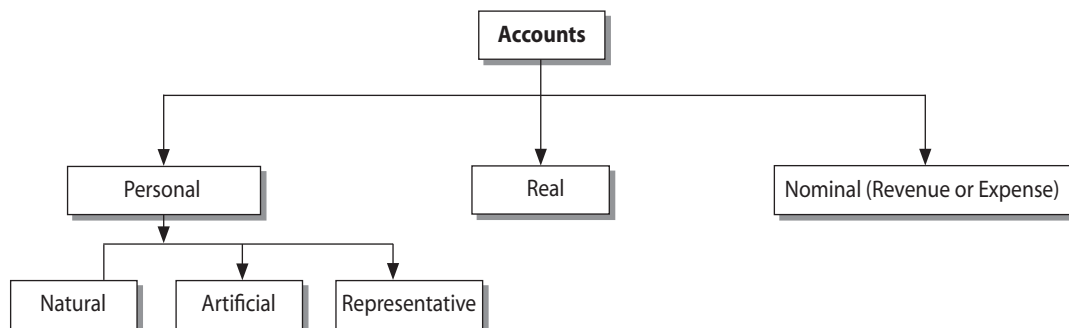 Accounts
Personal
Real
Nominal (Revenue or Expense)
Natural
Artificial
Representative